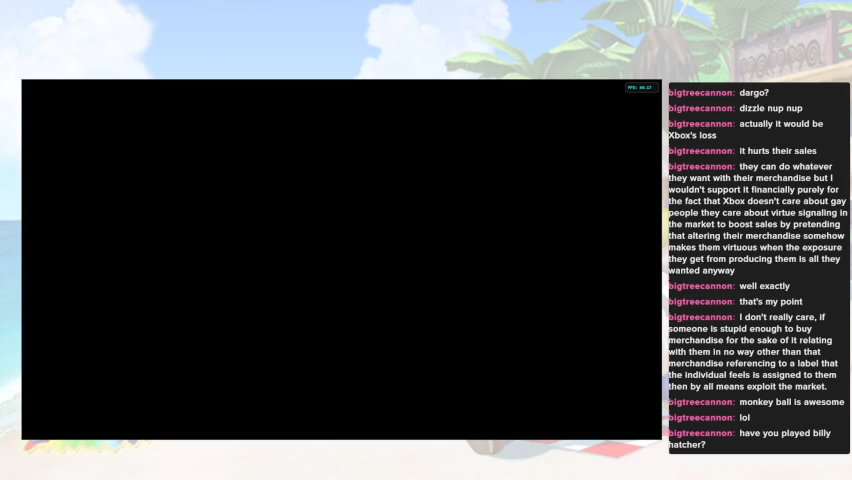 FPS: 60.17
bigtreecannon: dargo?
bigtreecannon: dizzle nup nup
bigtreecannon: actually it would be
Xbox's loss
bigtreecannon: it hurts their sales
bigtreecannon: they can do whatever
they want with their merchandise but I
wouldn't support it financially purely for
the fact that Xbox doesn't care about gay
people they care about virtue signaling in
the market to boost sales by pretending
that altering their merchandise somehow
makes them virtuous when the exposure
they get from producing them is all they
wanted anyway
bigtreecannon: well exactly
bigtreecannon: that's my point
bigtreecannon: I don't really care, if
someone is stupid enough to buy
merchandise for the sake of it relating
with them in no way other than that
merchandise referencing to a label that
the individual feels is assigned to them
then by all means exploit the market.
bigtreecannon: monkey ball is awesome
bigtreecannon: lol
bigtreecannon: have you played billy
hatcher?